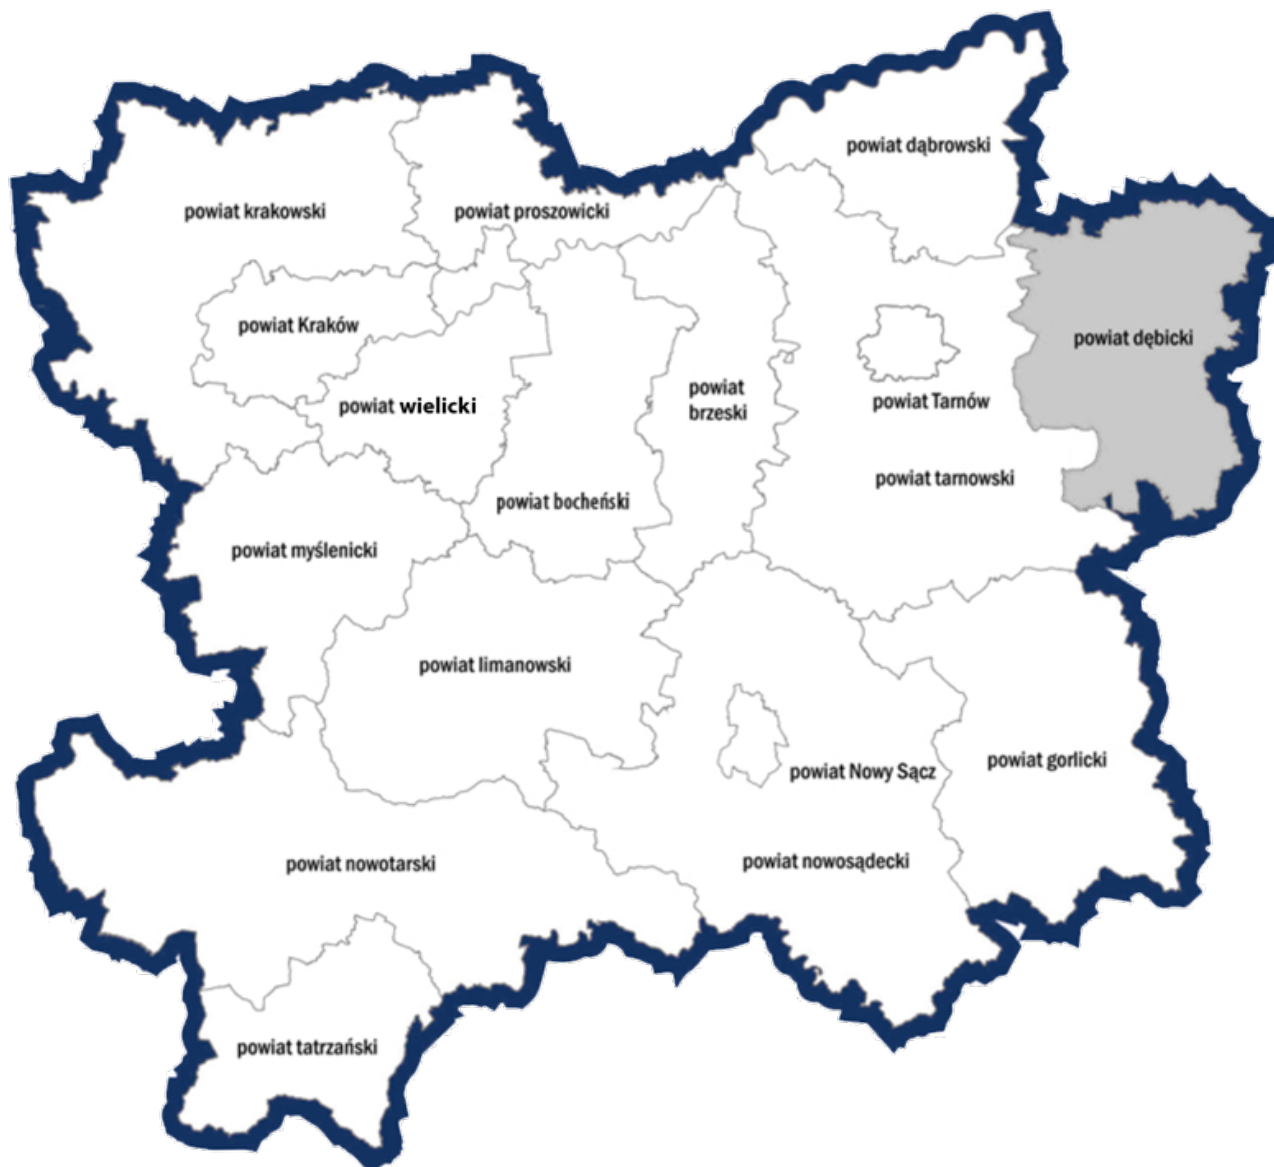 powiat dąbrowski
powiat krakowski
powiat proszowicki
powiat Kraków
powiat dębicki
powiat wielicki
powiat
brzeski
powiat Tarnów
powiat tarnowski
powiat bocheński
powiat myślenicki
powiat limanowski
powiat Nowy Sącz
powiat gorlicki
powiat nowotarski
powiat nowosądecki
powiat tatrzański